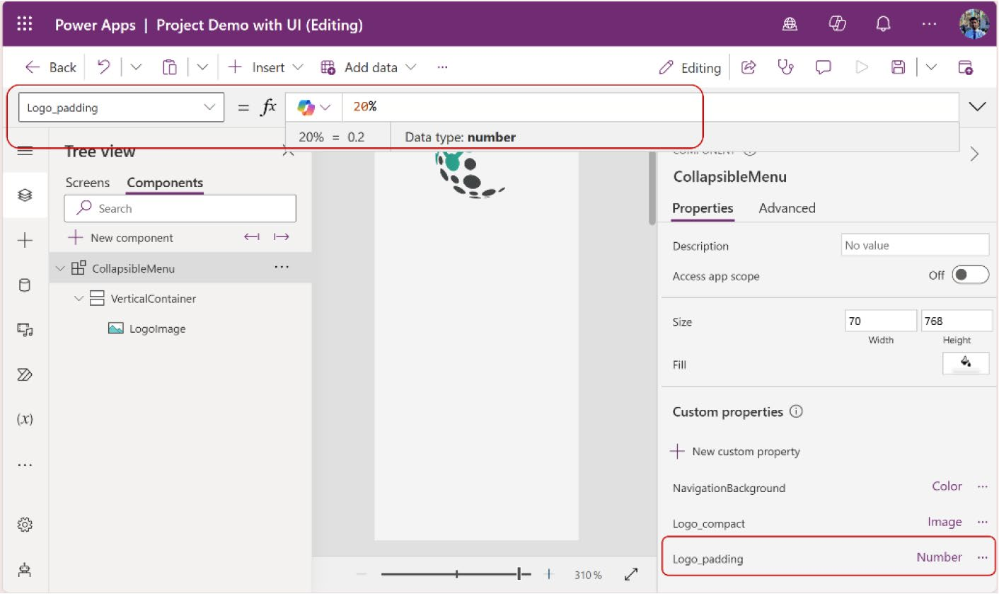 Power Apps | Project Demo with UI (Editing)
Back Insert Add data ... Editing
Logo_padding = fx 20%
20% = 0.2 Data type: number
Tree view
COMPONENT
CollapsibleMenu
Screens Components
Properties Advanced
Search
Description No value
New component
Access app scope Off
CollapsibleMenu ...
VerticalContainer
Size 70 768
LogoImage
Width Height
Fill
Custom properties
(x)
New custom property
NavigationBackground Color ...
Logo_compact Image ...
Logo_padding Number ...
310 %